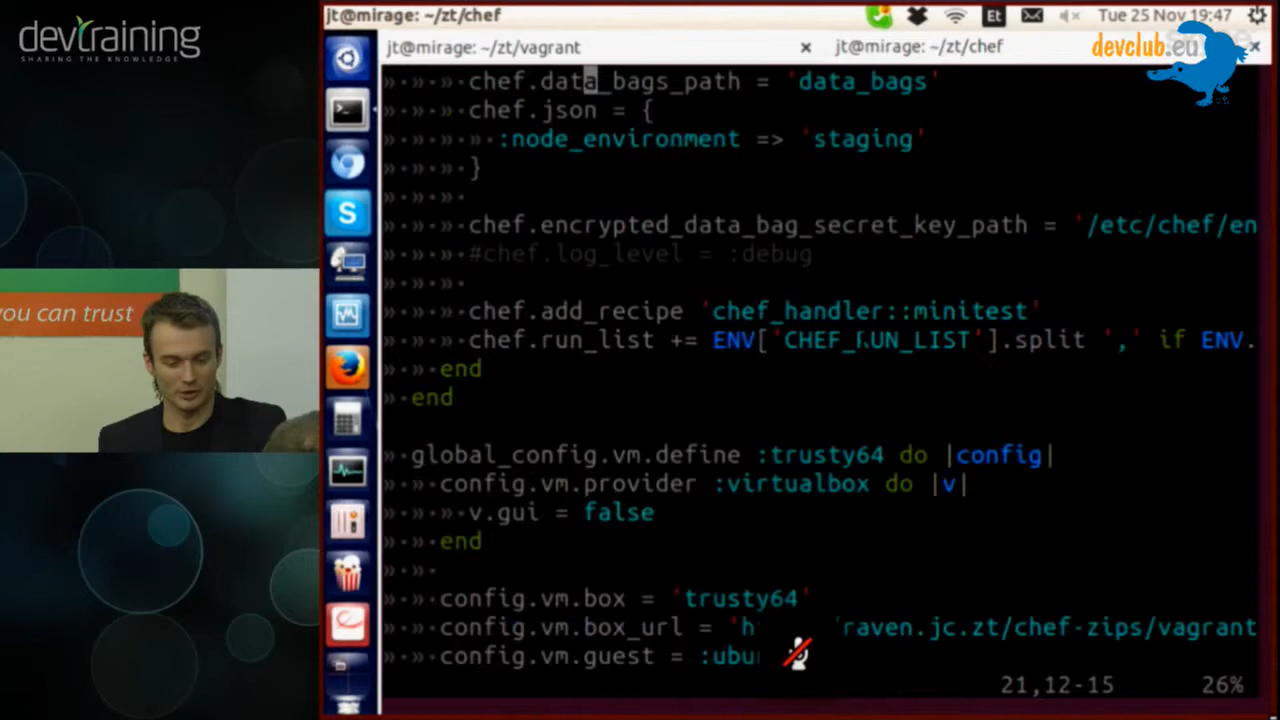 devtraining
SHARING THE KNOWLEDGE
you can trust
jt@mirage: ~/zt/chef
Et
Tue 25 Nov 19:47
jt@mirage: ~/zt/vagrant
jt@mirage: ~/zt/chef
devclub.eu
chef.data_bags_path = 'data_bags'
chef.json = {
:node_environment => 'staging'
}
chef.encrypted_data_bag_secret_key_path = '/etc/chef/en
#chef.log_level = :debug
chef.add_recipe 'chef_handler::minitest'
chef.run_list += ENV['CHEF_RUN_LIST'].split ',' if ENV.
end
end
global_config.vm.define :trusty64 do |config|
config.vm.provider :virtualbox do |v|
v.gui = false
end
config.vm.box = 'trusty64'
config.vm.box_url = 'h raven.jc.zt/chef-zips/vagrant
config.vm.guest = :ubu
21,12-15
26%